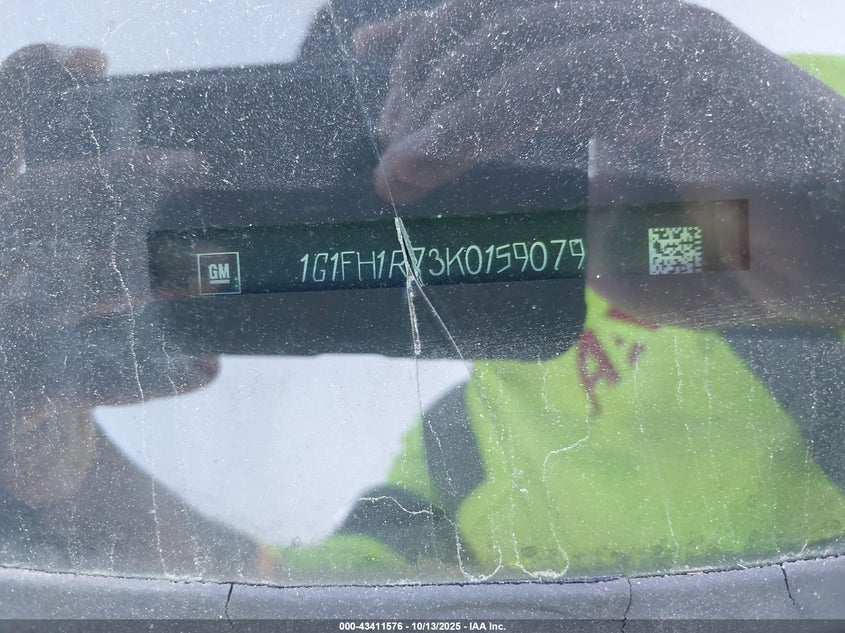 GM 1G1FH1R73K0159079
000-43411576 - 10/13/2025 - IAA Inc.